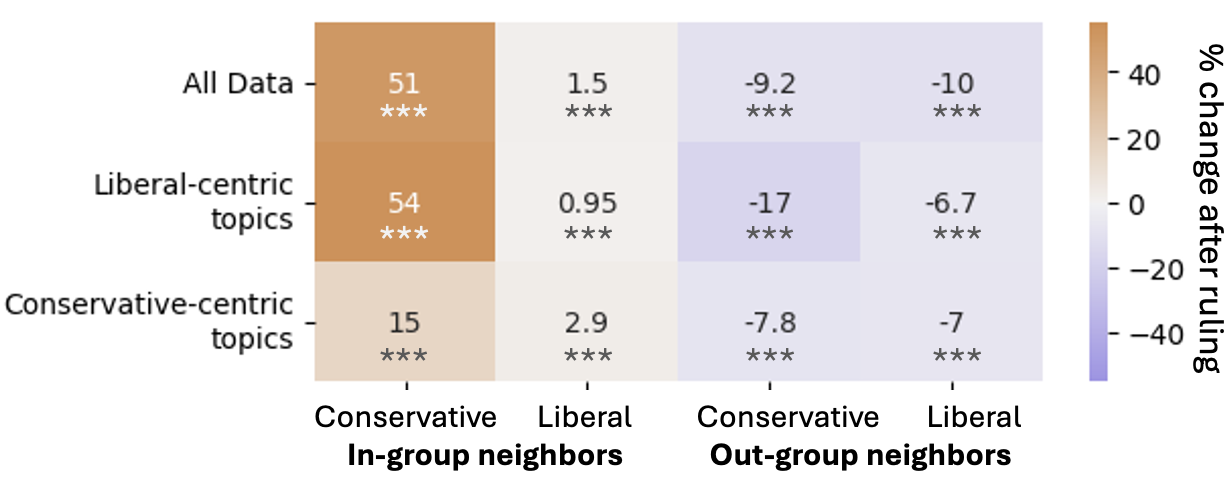 All Data
51
***
1.5
***
-9.2
***
-10
***
Liberal-centric
topics
54
***
0.95
***
-17
***
-6.7
***
Conservative-centric
topics
15
***
2.9
***
-7.8
***
-7
***
Conservative
Liberal
Conservative
Liberal
In-group neighbors
Out-group neighbors
40
20
0
−20
−40
% change after ruling